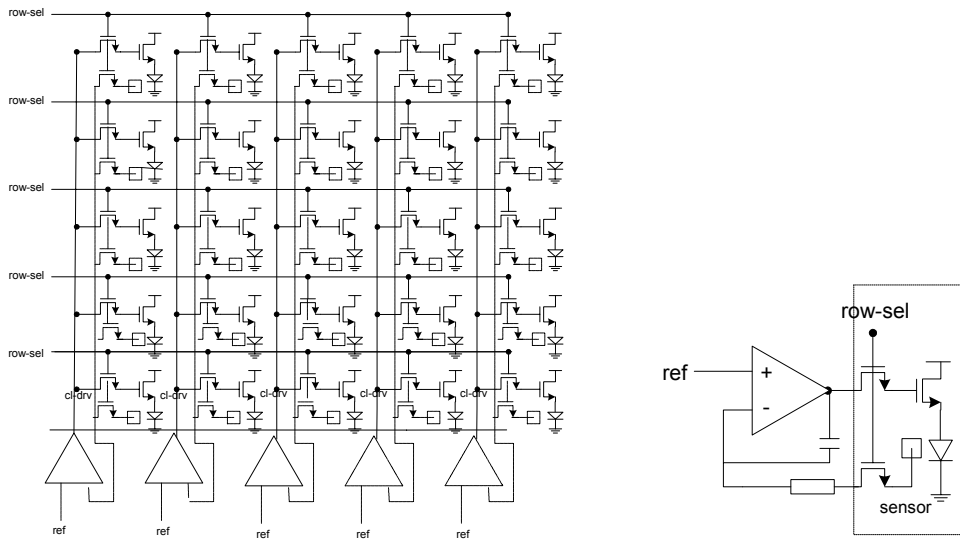 row-sel
row-sel
row-sel
row-sel
row-sel
cl-drv cl-drv cl-drv cl-drv cl-drv
ref ref ref ref ref
row-sel
ref
+
-
sensor